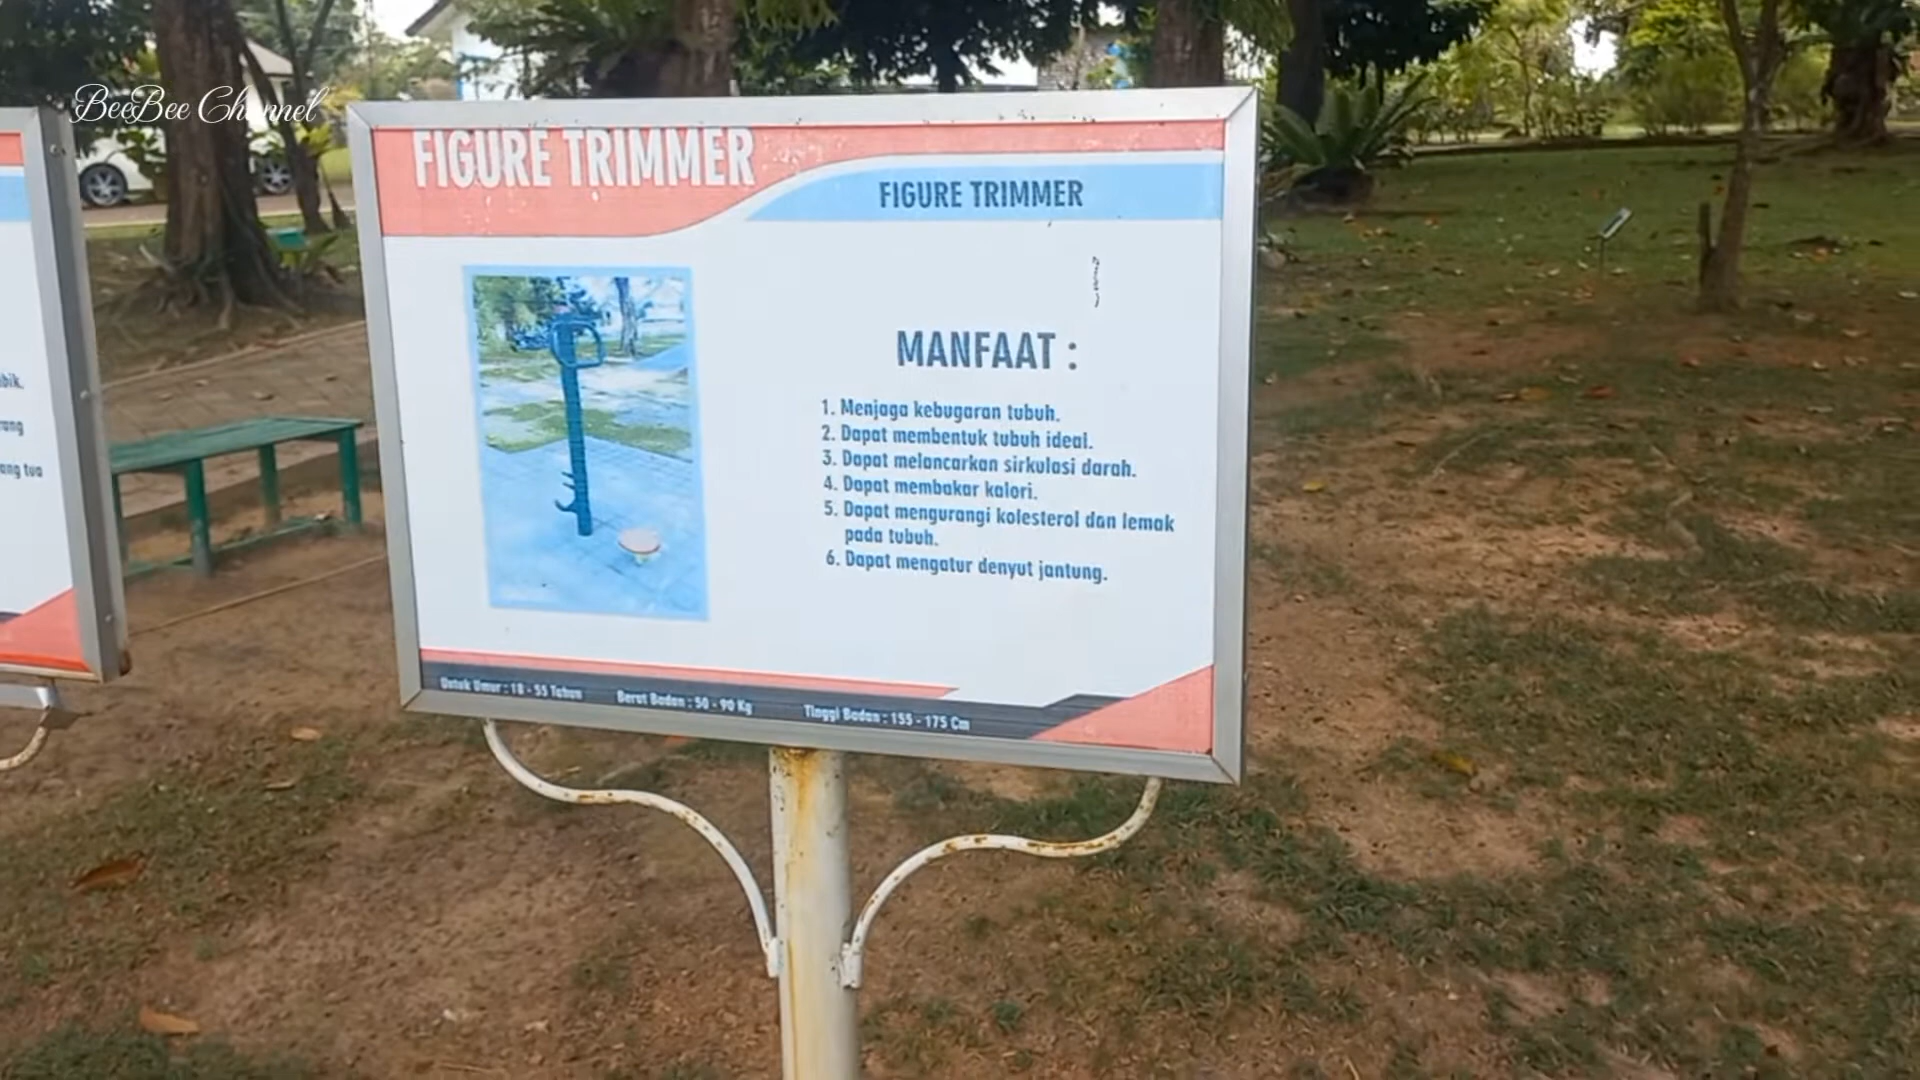 BeeBee Channel
FIGURE TRIMMER
FIGURE TRIMMER
MANFAAT :
1. Menjaga kebugaran tubuh.
2. Dapat membentuk tubuh ideal.
3. Dapat melancarkan sirkulasi darah.
4. Dapat membakar kalori.
5. Dapat mengurangi kolesterol dan lemak
pada tubuh.
6. Dapat mengatur denyut jantung.
Untuk Umur : 18 - 55 Tahun Berat Badan : 50 - 90 Kg Tinggi Badan : 155 - 175 Cm